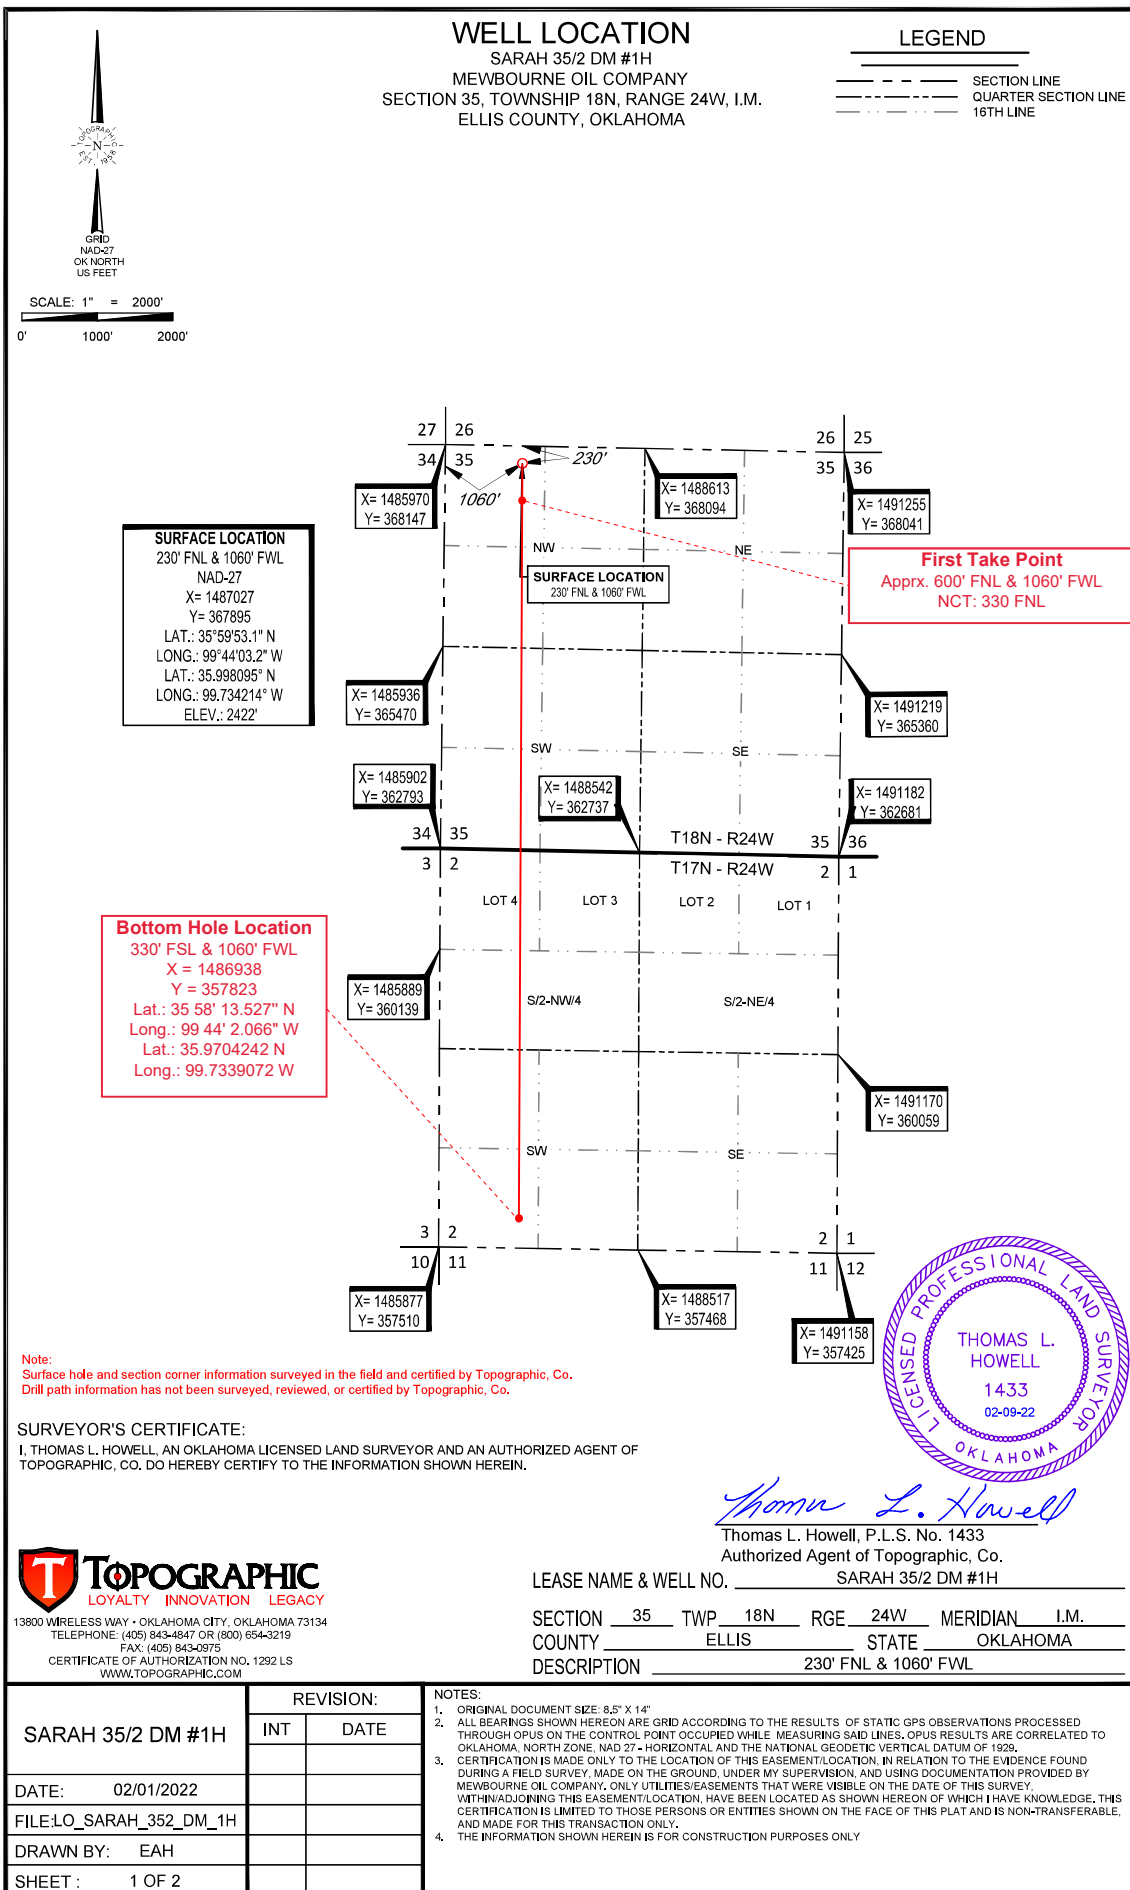 WELL LOCATION
SARAH 35/2 DM #1H
MEWBOURNE OIL COMPANY
SECTION 35, TOWNSHIP 18N, RANGE 24W, I.M.
ELLIS COUNTY, OKLAHOMA
LEGEND
SECTION LINE
QUARTER SECTION LINE
16TH LINE
TOPOGRAPHIC
N
EST. 1958
GRID
NAD-27
OK NORTH
US FEET
SCALE: 1" = 2000'
0' 1000' 2000'
27 26
34 35
26 25
35 36
230'
1060'
X= 1485970
Y= 368147
X= 1488613
Y= 368094
X= 1491255
Y= 368041
SURFACE LOCATION
230' FNL & 1060' FWL
NAD-27
X= 1487027
Y= 367895
LAT.: 35°59'53.1" N
LONG.: 99°44'03.2" W
LAT.: 35.998095° N
LONG.: 99.734214° W
ELEV.: 2422'
NW
NE
SURFACE LOCATION
230' FNL & 1060' FWL
First Take Point
Apprx. 600' FNL & 1060' FWL
NCT: 330 FNL
X= 1485936
Y= 365470
X= 1491219
Y= 365360
SW
SE
X= 1485902
Y= 362793
X= 1488542
Y= 362737
X= 1491182
Y= 362681
34 35
3 2
T18N - R24W
T17N - R24W
35 36
2 1
LOT 4
LOT 3
LOT 2
LOT 1
Bottom Hole Location
330' FSL & 1060' FWL
X = 1486938
Y = 357823
Lat.: 35 58' 13.527" N
Long.: 99 44' 2.066" W
Lat.: 35.9704242 N
Long.: 99.7339072 W
X= 1485889
Y= 360139
S/2-NW/4
S/2-NE/4
X= 1491170
Y= 360059
SW
SE
3 2
10 11
2 1
11 12
X= 1485877
Y= 357510
X= 1488517
Y= 357468
X= 1491158
Y= 357425
LICENSED PROFESSIONAL LAND SURVEYOR
THOMAS L.
HOWELL
1433
02-09-22
OKLAHOMA
Note:
Surface hole and section corner information surveyed in the field and certified by Topographic, Co.
Drill path information has not been surveyed, reviewed, or certified by Topographic, Co.
SURVEYOR'S CERTIFICATE:
I, THOMAS L. HOWELL, AN OKLAHOMA LICENSED LAND SURVEYOR AND AN AUTHORIZED AGENT OF
TOPOGRAPHIC, CO. DO HEREBY CERTIFY TO THE INFORMATION SHOWN HEREIN.
Thomas L. Howell
Thomas L. Howell, P.L.S. No. 1433
Authorized Agent of Topographic, Co.
T TOPOGRAPHIC
LOYALTY INNOVATION LEGACY
13800 WIRELESS WAY • OKLAHOMA CITY, OKLAHOMA 73134
TELEPHONE: (405) 843-4847 OR (800) 654-3219
FAX: (405) 843-0975
CERTIFICATE OF AUTHORIZATION NO. 1292 LS
WWW.TOPOGRAPHIC.COM
LEASE NAME & WELL NO. SARAH 35/2 DM #1H
SECTION 35 TWP 18N RGE 24W MERIDIAN I.M.
COUNTY ELLIS STATE OKLAHOMA
DESCRIPTION 230' FNL & 1060' FWL
SARAH 35/2 DM #1H
REVISION:
INT DATE
DATE: 02/01/2022
FILE:LO_SARAH_352_DM_1H
DRAWN BY: EAH
SHEET : 1 OF 2
NOTES:
1. ORIGINAL DOCUMENT SIZE: 8.5" X 14"
2. ALL BEARINGS SHOWN HEREON ARE GRID ACCORDING TO THE RESULTS OF STATIC GPS OBSERVATIONS PROCESSED
THROUGH OPUS ON THE CONTROL POINT OCCUPIED WHILE MEASURING SAID LINES. OPUS RESULTS ARE CORRELATED TO
OKLAHOMA, NORTH ZONE, NAD 27 - HORIZONTAL AND THE NATIONAL GEODETIC VERTICAL DATUM OF 1929.
3. CERTIFICATION IS MADE ONLY TO THE LOCATION OF THIS EASEMENT/LOCATION, IN RELATION TO THE EVIDENCE FOUND
DURING A FIELD SURVEY, MADE ON THE GROUND, UNDER MY SUPERVISION, AND USING DOCUMENTATION PROVIDED BY
MEWBOURNE OIL COMPANY. ONLY UTILITIES/EASEMENTS THAT WERE VISIBLE ON THE DATE OF THIS SURVEY,
WITHIN/ADJOINING THIS EASEMENT/LOCATION, HAVE BEEN LOCATED AS SHOWN HEREON OF WHICH I HAVE KNOWLEDGE. THIS
CERTIFICATION IS LIMITED TO THOSE PERSONS OR ENTITIES SHOWN ON THE FACE OF THIS PLAT AND IS NON-TRANSFERABLE,
AND MADE FOR THIS TRANSACTION ONLY.
4. THE INFORMATION SHOWN HEREIN IS FOR CONSTRUCTION PURPOSES ONLY